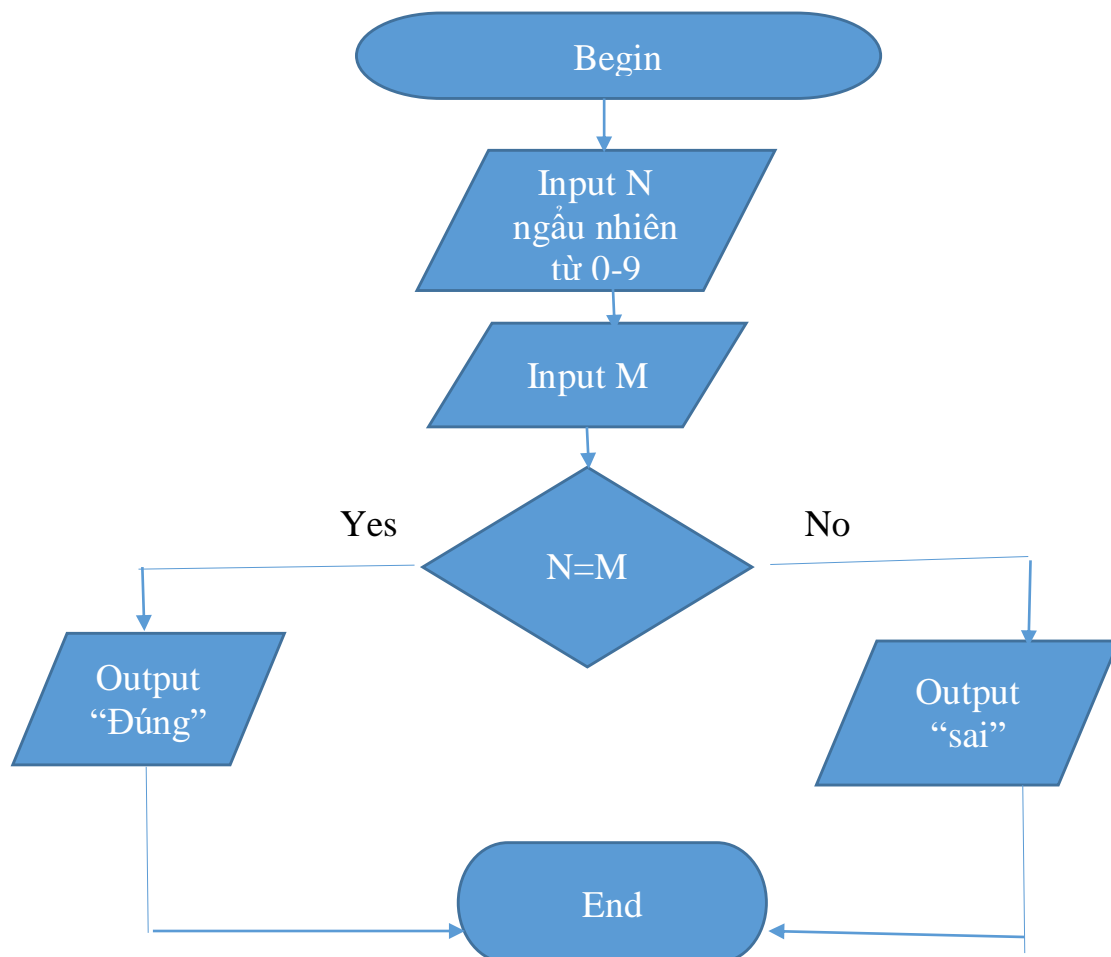 Begin
Input N
ngẩu nhiên
từ 0-9
Input M
Yes
No
N=M
Output
“Đúng”
Output
“sai”
End